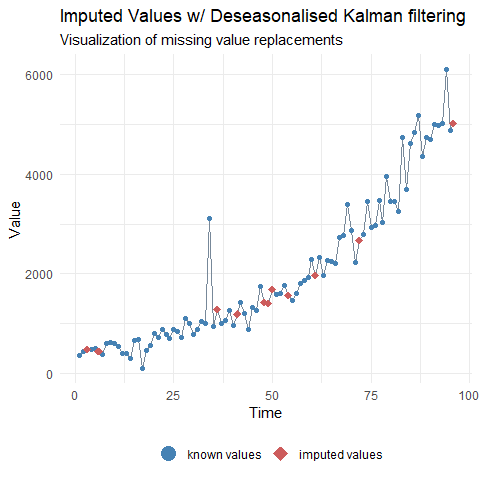 Imputed Values w/ Deseasonalised Kalman filtering
Visualization of missing value replacements
6000
4000
2000
0
Value
0
25
50
75
100
Time
known values
imputed values